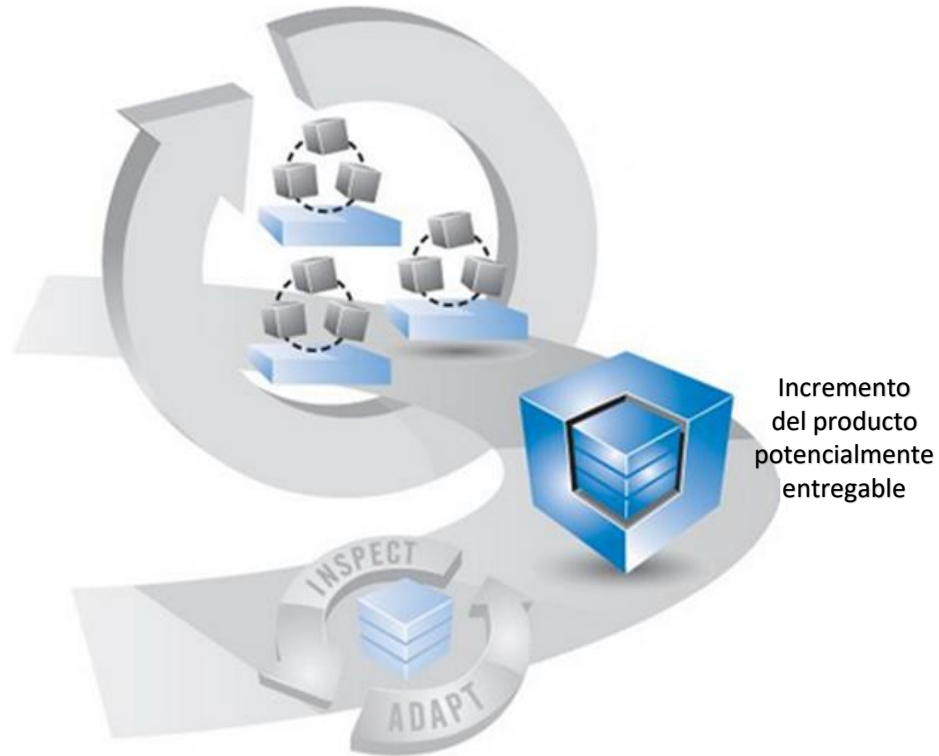 Incremento
del producto
potencialmente
entregable
INSPECT
ADAPT